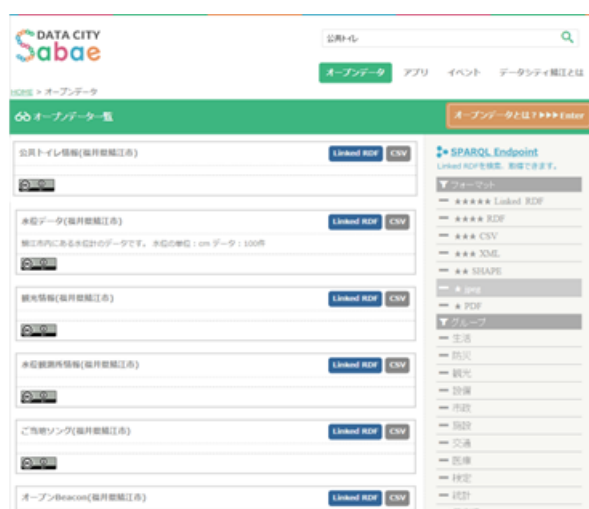 DATA CITY
Sabae
公共トイレ
オープンデータ
アプリ
イベント
データシティ鯖江とは
HOME > オープンデータ
オープンデータ一覧
オープンデータとは？▶▶▶Enter
公共トイレ情報(福井県鯖江市)
Linked RDF
CSV
水位データ(福井県鯖江市)
Linked RDF
CSV
鯖江市内にある水位計のデータです。 水位の単位：cm データ：100件
観光情報(福井県鯖江市)
Linked RDF
CSV
水位観測所情報(福井県鯖江市)
Linked RDF
CSV
ご当地ソング(福井県鯖江市)
Linked RDF
CSV
オープンBeacon(福井県鯖江市)
Linked RDF
CSV
SPARQL Endpoint
Linked RDFを検索、取得できます。
フォーマット
★★★★★ Linked RDF
★★★★ RDF
★★★ CSV
★★★ XML
★★ SHAPE
★ jpeg
★ PDF
グループ
生活
防災
観光
設備
市政
施設
交通
医療
検定
統計